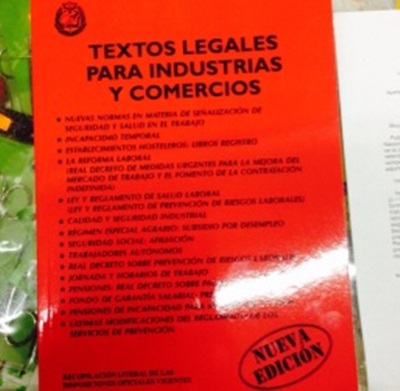 TEXTOS LEGALES
PARA INDUSTRIAS
Y COMERCIOS
NUEVAS NORMAS EN MATERIA DE SEÑALIZACIÓN DE
SEGURIDAD Y SALUD EN EL TRABAJO
INCAPACIDAD TEMPORAL
ESTABLECIMIENTOS HOSTELEROS: LIBROS REGISTRO
LA REFORMA LABORAL
(REAL DECRETO DE MEDIDAS URGENTES PARA LA MEJORA DEL
MERCADO DE TRABAJO Y EL FOMENTO DE LA CONTRATACIÓN
INDEFINIDA)
LEY Y REGLAMENTO DE SALUD LABORAL
(LEY Y REGLAMENTO DE PREVENCIÓN DE RIESGOS LABORALES)
CALIDAD Y SEGURIDAD INDUSTRIAL
RÉGIMEN ESPECIAL AGRARIO: SUBSIDIO POR DESEMPLEO
SEGURIDAD SOCIAL: AFILIACIÓN
TRABAJADORES AUTÓNOMOS
REAL DECRETO SOBRE PREVENCIÓN DE RIESGOS LABORALES
JORNADA Y HORARIOS DE TRABAJO
PENSIONES: REAL DECRETO SOBRE
FONDO DE GARANTÍA SALARIAL:
PENSIONES DE INCAPACIDAD PARA
ÚLTIMAS MODIFICACIONES DEL REGLAMENTO DE LOS
SERVICIOS DE PREVENCIÓN
NUEVA
EDICIÓN
RECOPILACIÓN LITERAL DE LAS
DISPOSICIONES OFICIALES VIGENTES